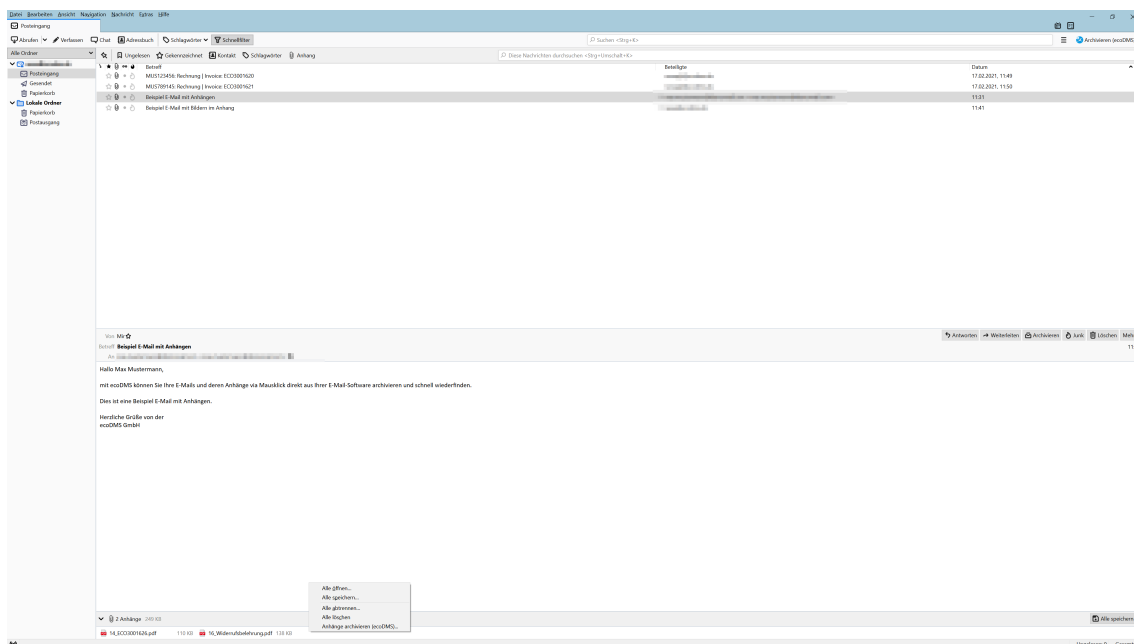 Datei Bearbeiten Ansicht Navigation Nachricht Extras Hilfe
Posteingang
Abrufen Verfassen Chat Adressbuch Schlagwörter Schnellfilter Suchen <Strg+K> Archivieren (ecoDMS)
Alle Ordner
Ungelesen Gekennzeichnet Kontakt Schlagwörter Anhang Diese Nachrichten durchsuchen <Strg+Umschalt+K>
Betreff Beteiligte Datum
Posteingang
MUS123456: Rechnung | Invoice: ECO3001620 17.02.2021, 11:49
Gesendet
MUS789145: Rechnung | Invoice: ECO3001621 17.02.2021, 11:50
Papierkorb
Beispiel E-Mail mit Anhängen 11:21
Lokale Ordner
Beispiel E-Mail mit Bildern im Anhang 11:41
Papierkorb
Postausgang
Von Mir Antworten Weiterleiten Archivieren Junk Löschen Meh
Betreff Beispiel E-Mail mit Anhängen 11:
An
Hallo Max Mustermann,
mit ecoDMS können Sie Ihre E-Mails und deren Anhänge via Mausklick direkt aus Ihrer E-Mail-Software archivieren und schnell wiederfinden.
Dies ist eine Beispiel E-Mail mit Anhängen.
Herzliche Grüße von der
ecoDMS GmbH
Alle öffnen...
Alle speichern...
Alle abtrennen...
Alle löschen
Anhänge archivieren (ecoDMS)...
2 Anhänge 249 KB Alle speichern
14_ECO3001626.pdf 110 KB 16_Widerrufsbelehrung.pdf 138 KB